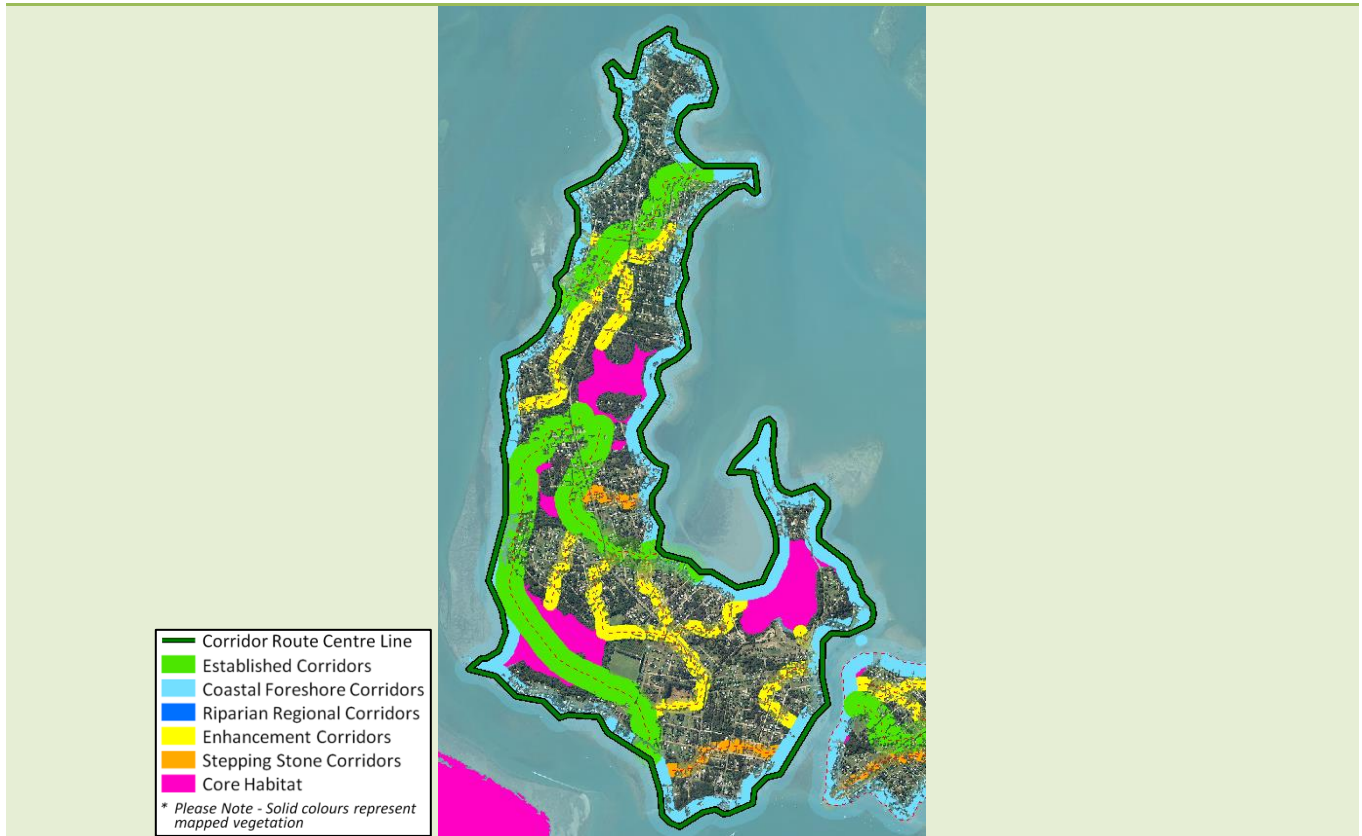 Corridor Route Centre Line
Established Corridors
Coastal Foreshore Corridors
Riparian Regional Corridors
Enhancement Corridors
Stepping Stone Corridors
Core Habitat
* Please Note - Solid colours represent
mapped vegetation